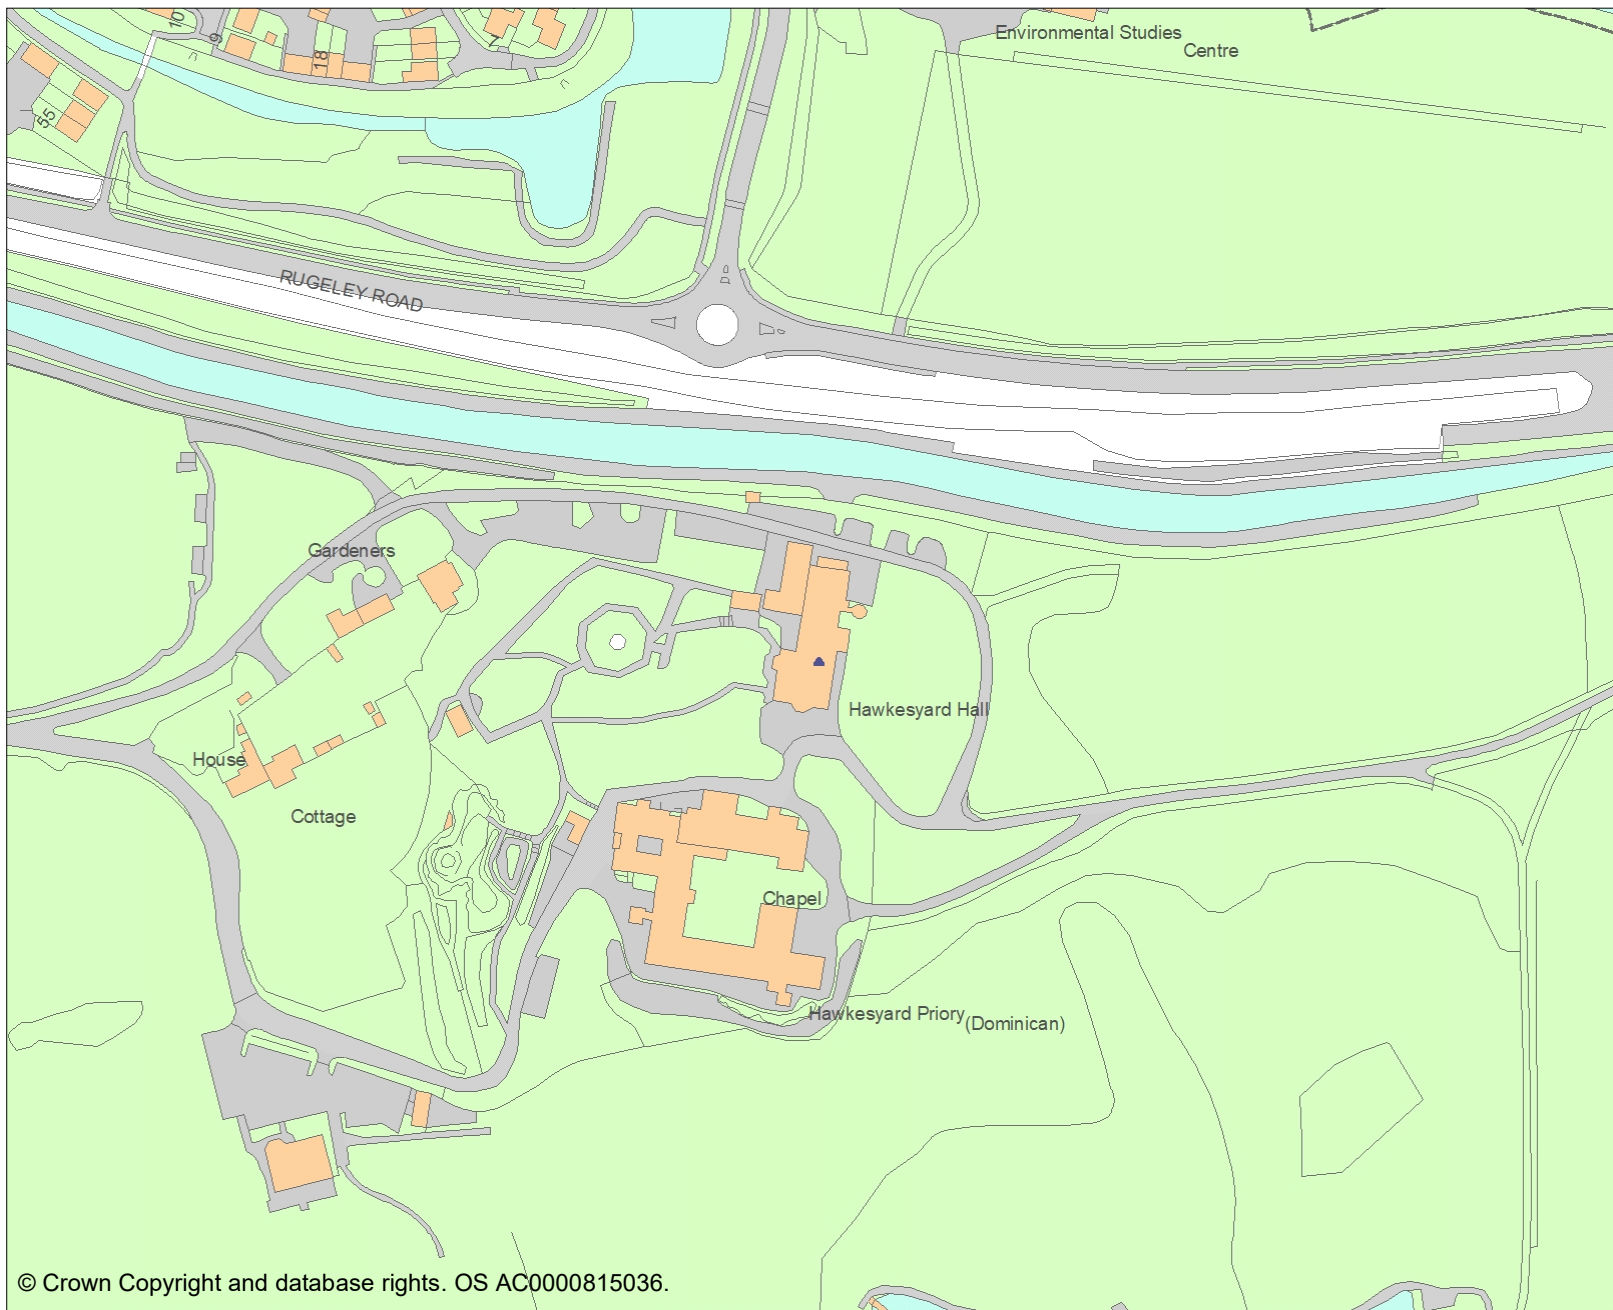 10
9
18
7
Environmental Studies
Centre
55
RUGELEY ROAD
Gardeners
Hawkesyard Hall
House
Cottage
Chapel
Hawkesyard Priory
(Dominican)
© Crown Copyright and database rights. OS AC0000815036.